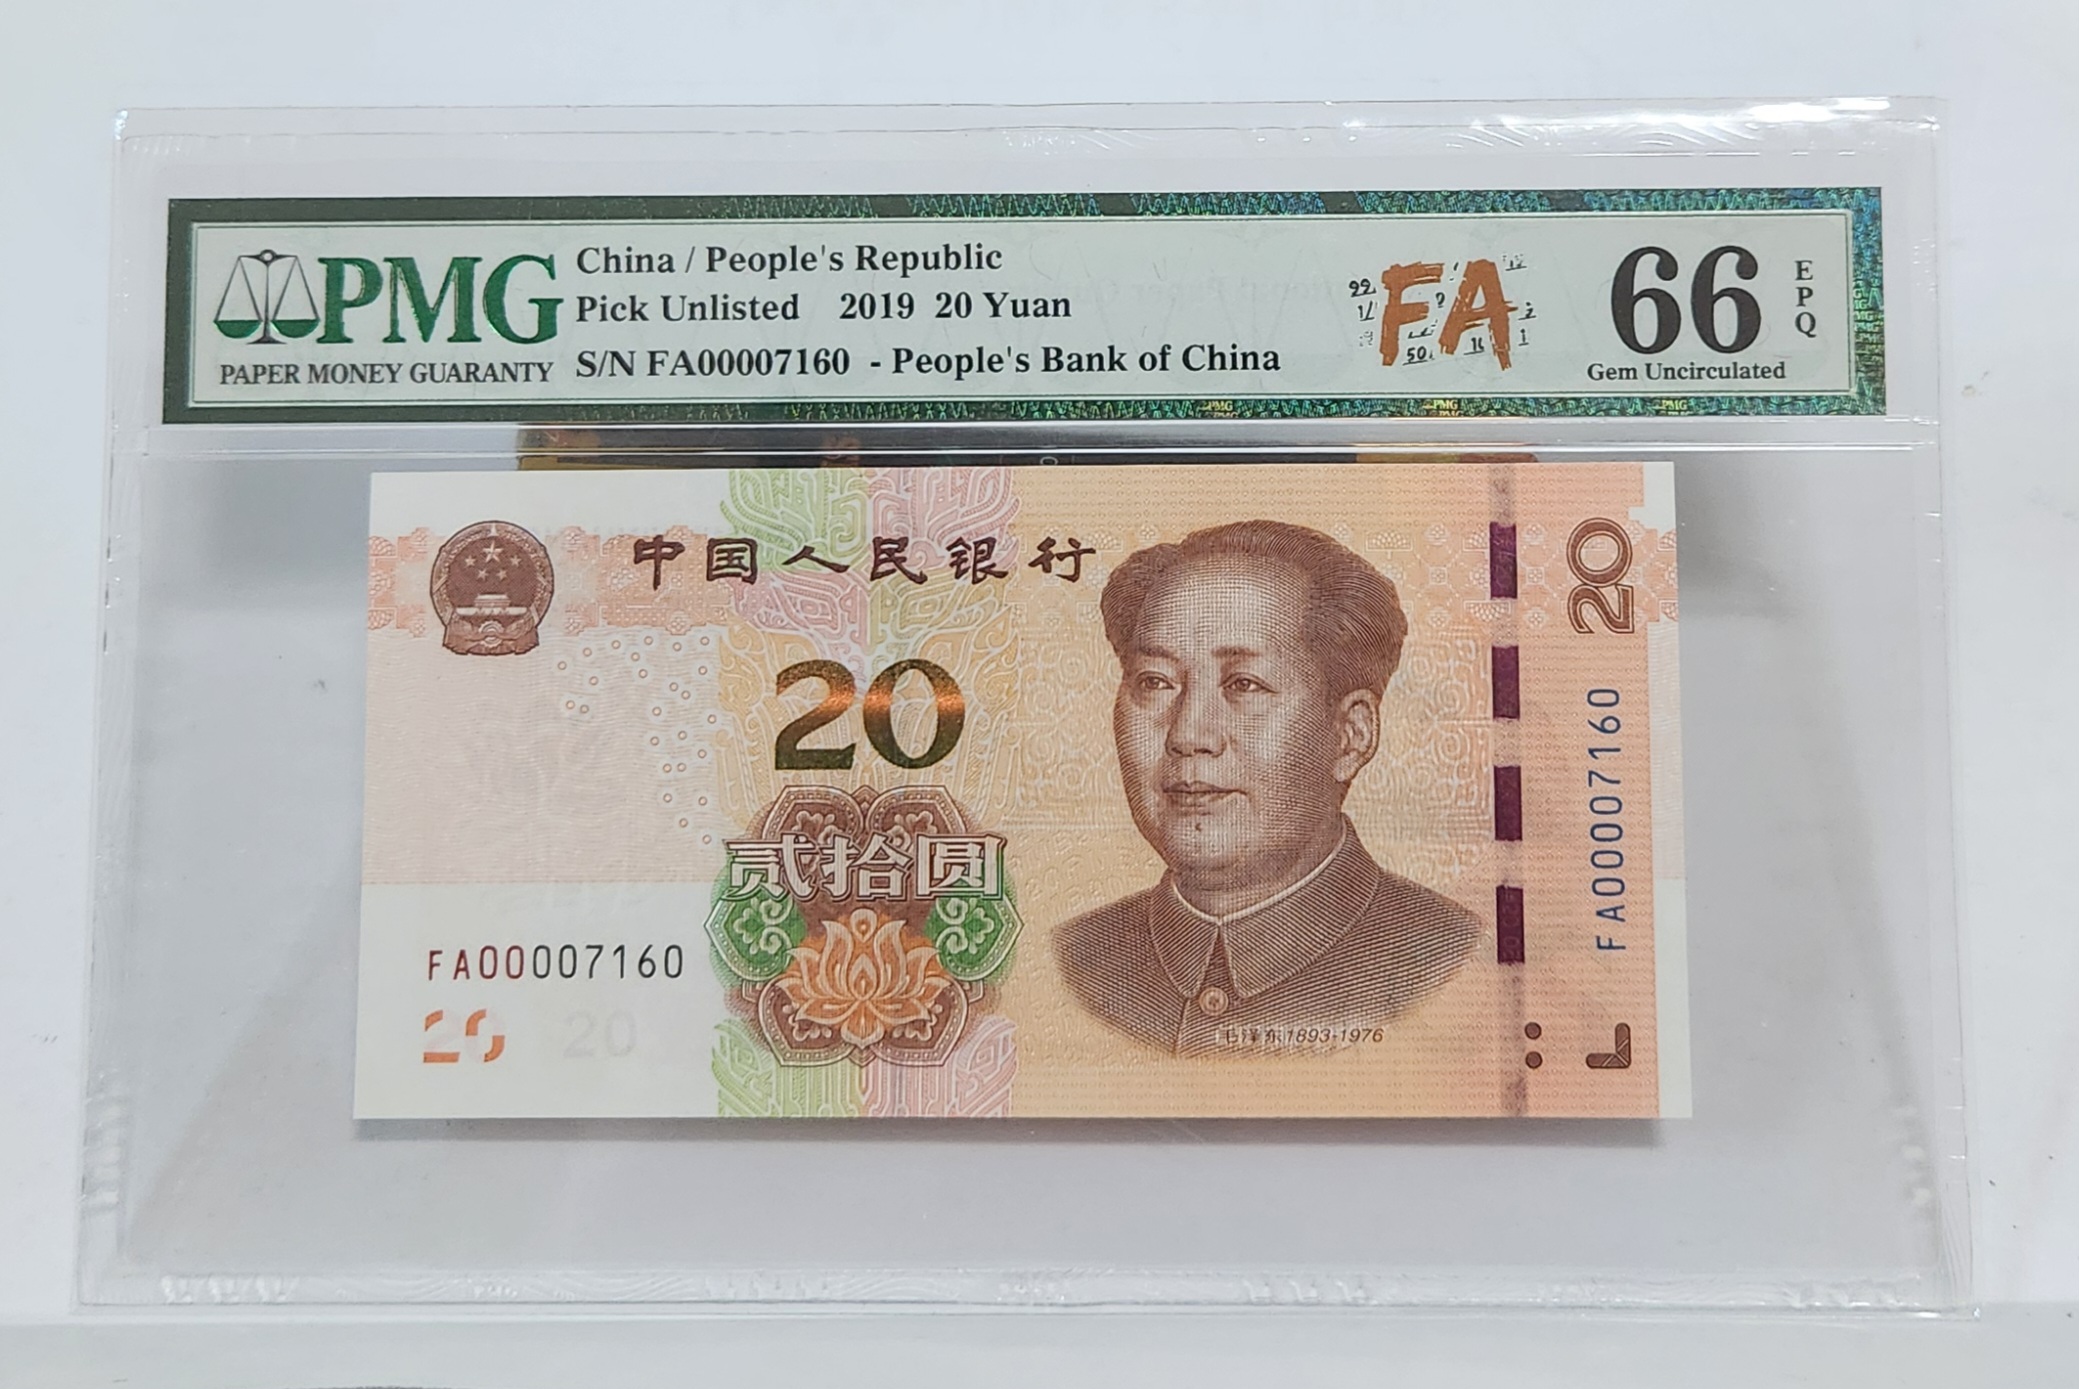 PMG
PAPER MONEY GUARANTY
China / People's Republic
Pick Unlisted 2019 20 Yuan
S/N FA00007160 - People's Bank of China
FA
66
EPQ
Gem Uncirculated
中国人民银行
20
20
贰拾圆
FA00007160
FA00007160
20 20
毛泽东1893-1976